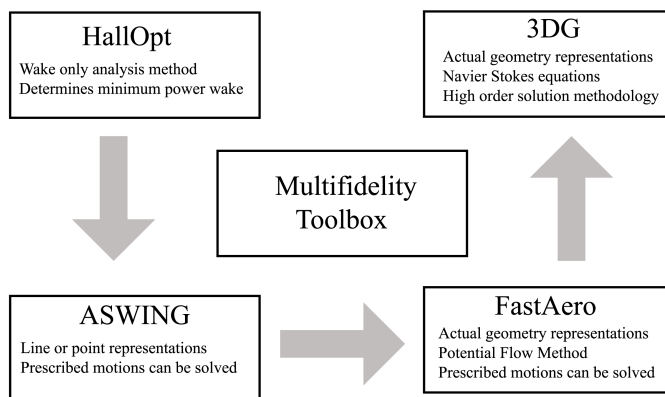 HallOpt
Wake only analysis method
Determines minimum power wake
3DG
Actual geometry representations
Navier Stokes equations
High order solution methodology
Multifidelity
Toolbox
ASWING
Line or point representations
Prescribed motions can be solved
FastAero
Actual geometry representations
Potential Flow Method
Prescribed motions can be solved